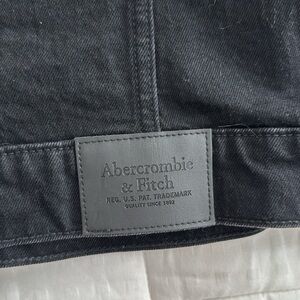 Abercrombie
& Fitch
REG. U.S. PAT. TRADEMARK
QUALITY SINCE 1892